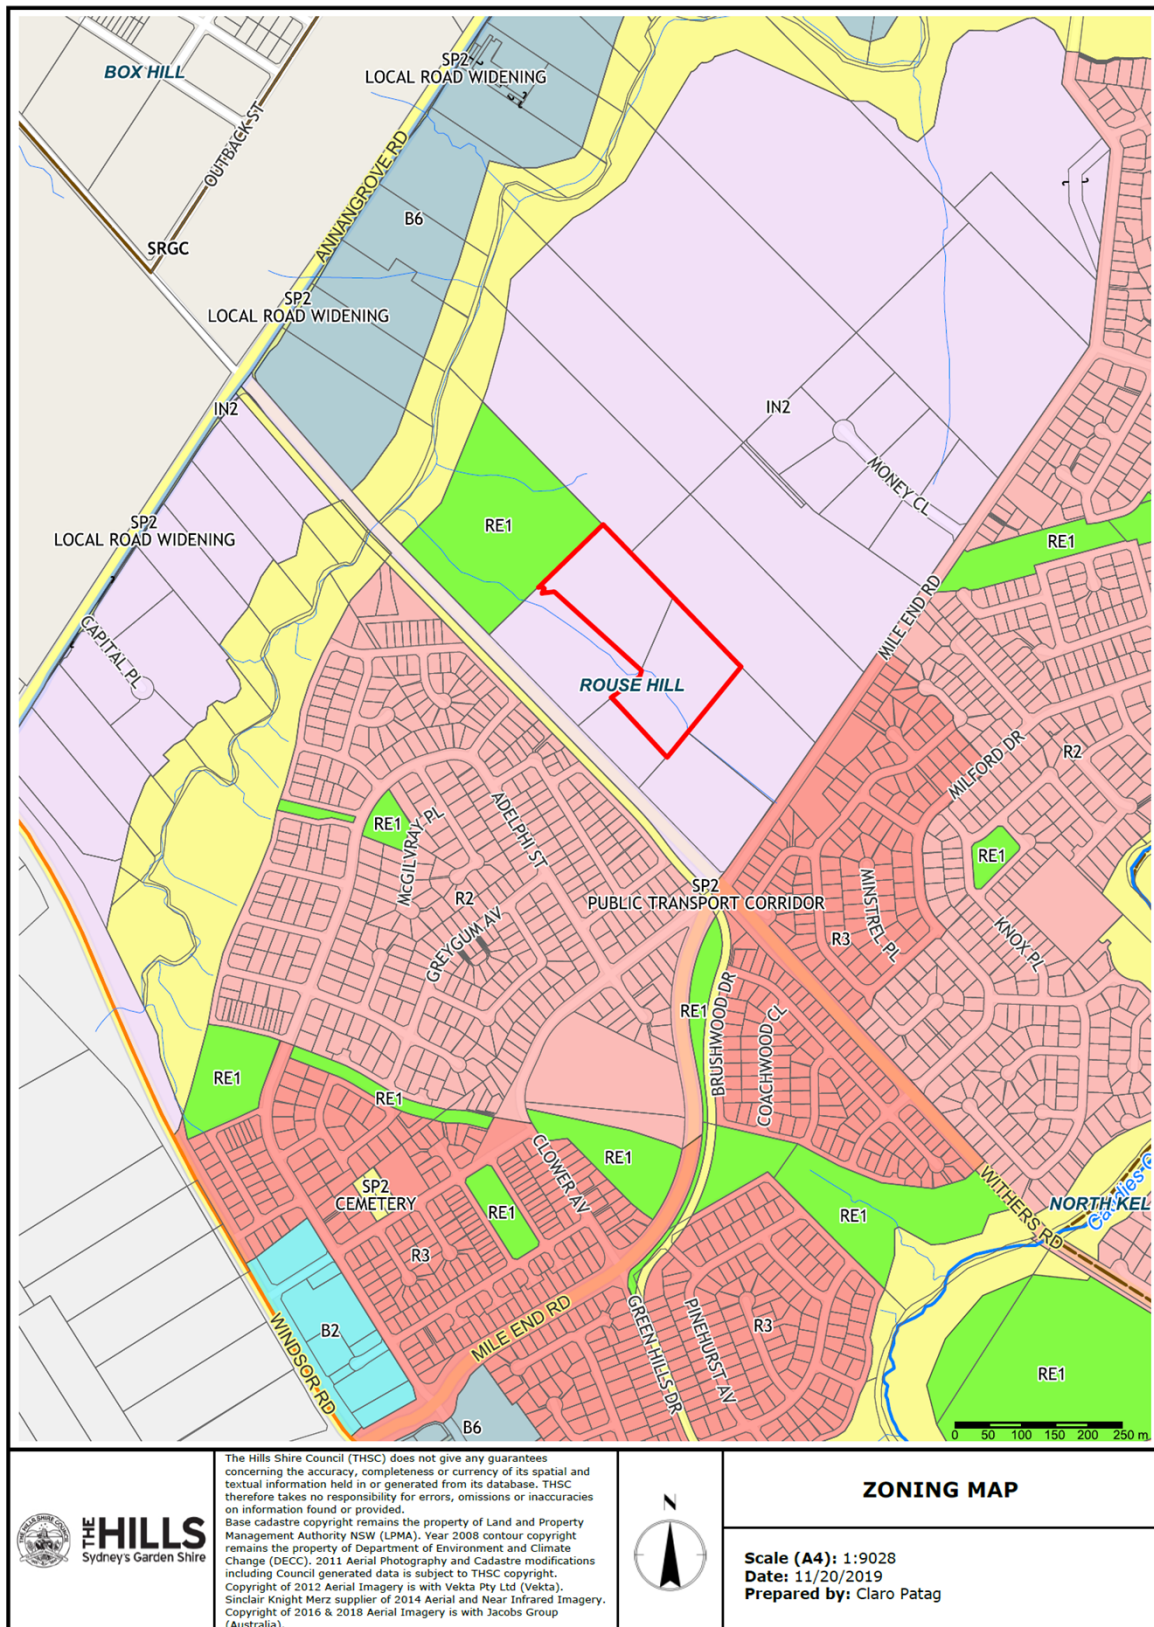 BOX HILL
SP2
LOCAL ROAD WIDENING
OUTBACK ST
ANNANGROVE RD
B6
SRGC
SP2
LOCAL ROAD WIDENING
IN2
IN2
MONEY CL
RE1
SP2
LOCAL ROAD WIDENING
RE1
CAPITAL PL
MILE END RD
ROUSE HILL
MILFORD DR
R2
ADELPHI ST
RE1
McGILVRAY PL
RE1
R2
SP2
PUBLIC TRANSPORT CORRIDOR
MINSTREL PL
GREYGUM AV
R3
KNOX PL
RE1
BRUSHWOOD DR
COACHWOOD CL
RE1
RE1
CLOWER AV
RE1
SP2
CEMETERY
RE1
WITHERS RD
NORTH KEL
RE1
R3
GREEN HILLS DR
PINEHURST AV
R3
MILE END RD
WINDSOR RD
B2
RE1
B6
0 50 100 150 200 250 m
THE HILLS
Sydney's Garden Shire
The Hills Shire Council (THSC) does not give any guarantees
concerning the accuracy, completeness or currency of its spatial and
textual information held in or generated from its database. THSC
therefore takes no responsibility for errors, omissions or inaccuracies
on information found or provided.
Base cadastre copyright remains the property of Land and Property
Management Authority NSW (LPMA). Year 2008 contour copyright
remains the property of Department of Environment and Climate
Change (DECC). 2011 Aerial Photography and Cadastre modifications
including Council generated data is subject to THSC copyright.
Copyright of 2012 Aerial Imagery is with Vekta Pty Ltd (Vekta).
Sinclair Knight Merz supplier of 2014 Aerial and Near Infrared Imagery.
Copyright of 2016 & 2018 Aerial Imagery is with Jacobs Group
(Australia).
N
ZONING MAP
Scale (A4): 1:9028
Date: 11/20/2019
Prepared by: Claro Patag